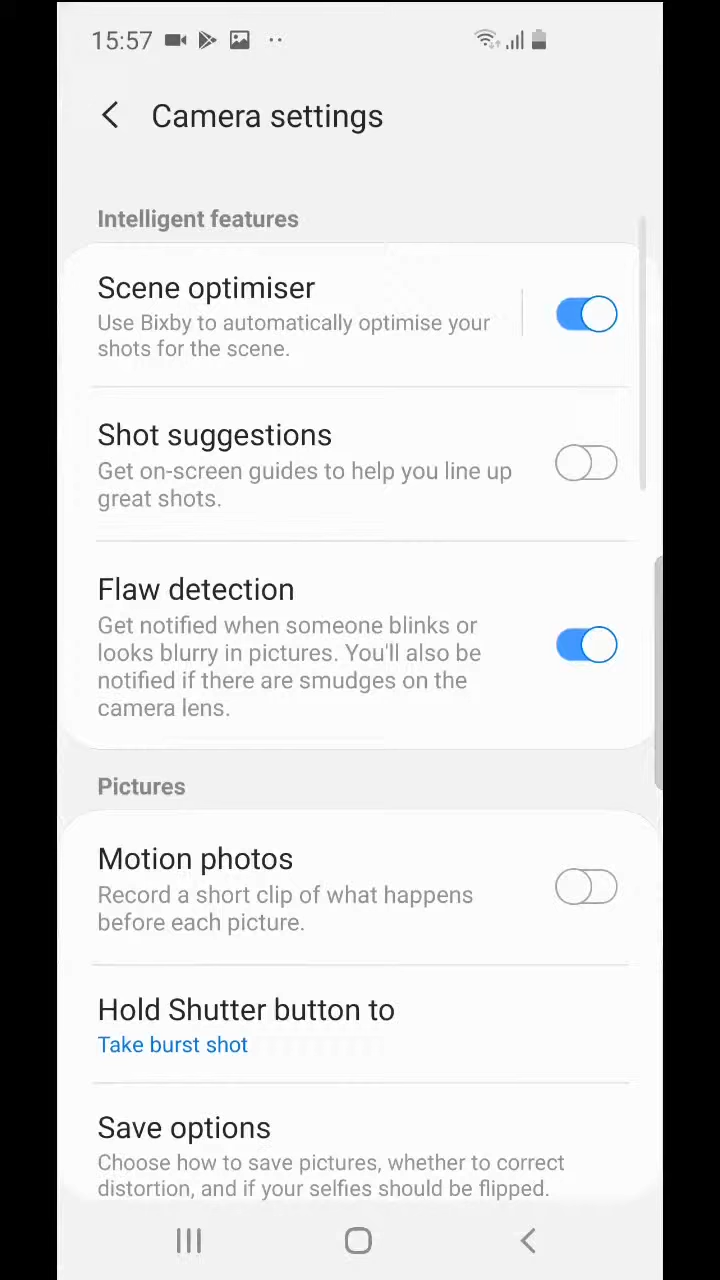 15:57
Camera settings
Intelligent features
Scene optimiser
Use Bixby to automatically optimise your
shots for the scene.
Shot suggestions
Get on-screen guides to help you line up
great shots.
Flaw detection
Get notified when someone blinks or
looks blurry in pictures. You'll also be
notified if there are smudges on the
camera lens.
Pictures
Motion photos
Record a short clip of what happens
before each picture.
Hold Shutter button to
Take burst shot
Save options
Choose how to save pictures, whether to correct
distortion, and if your selfies should be flipped.